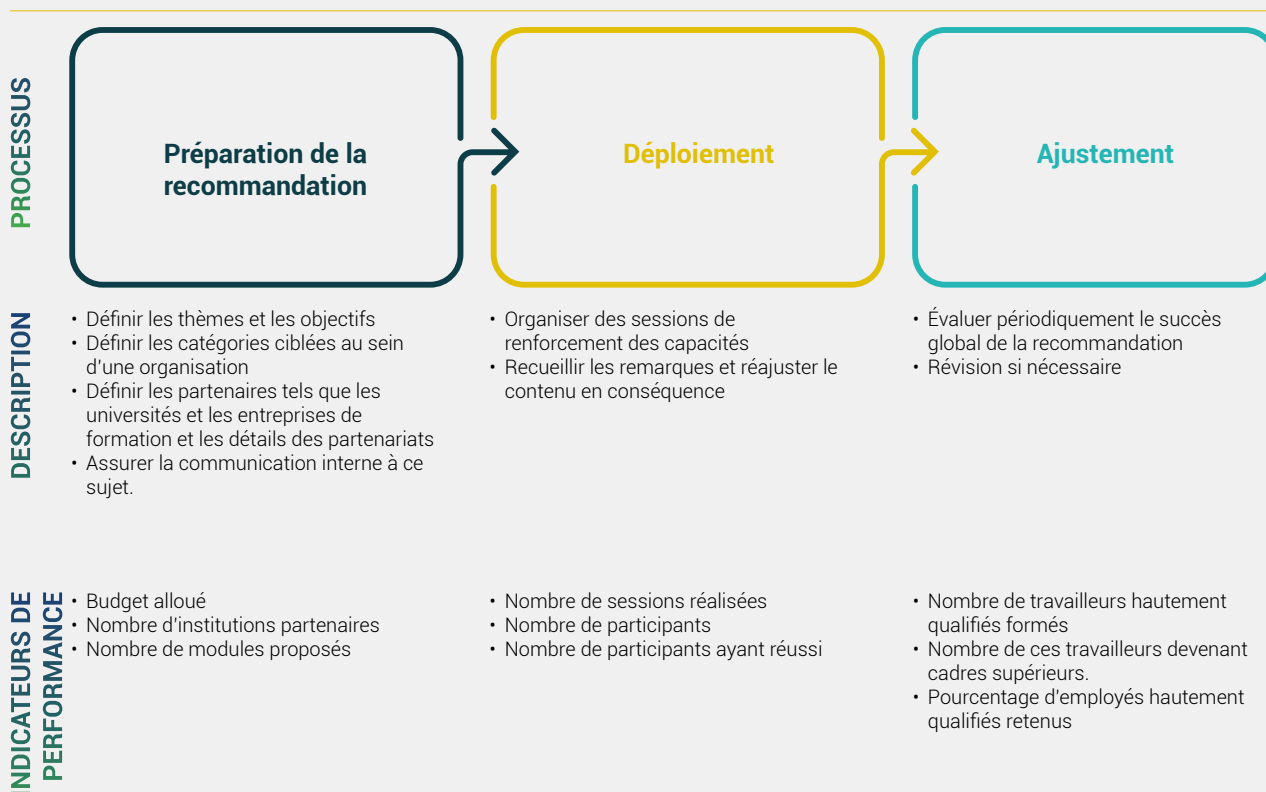 PROCESSUS
Préparation de la
recommandation
Déploiement
Ajustement
DESCRIPTION
• Définir les thèmes et les objectifs
• Définir les catégories ciblées au sein
d'une organisation
• Définir les partenaires tels que les
universités et les entreprises de
formation et les détails des partenariats
• Assurer la communication interne à ce
sujet.
• Organiser des sessions de
renforcement des capacités
• Recueillir les remarques et réajuster le
contenu en conséquence
• Évaluer périodiquement le succès
global de la recommandation
• Révision si nécessaire
INDICATEURS DE
PERFORMANCE
• Budget alloué
• Nombre d'institutions partenaires
• Nombre de modules proposés
• Nombre de sessions réalisées
• Nombre de participants
• Nombre de participants ayant réussi
• Nombre de travailleurs hautement
qualifiés formés
• Nombre de ces travailleurs devenant
cadres supérieurs.
• Pourcentage d'employés hautement
qualifiés retenus